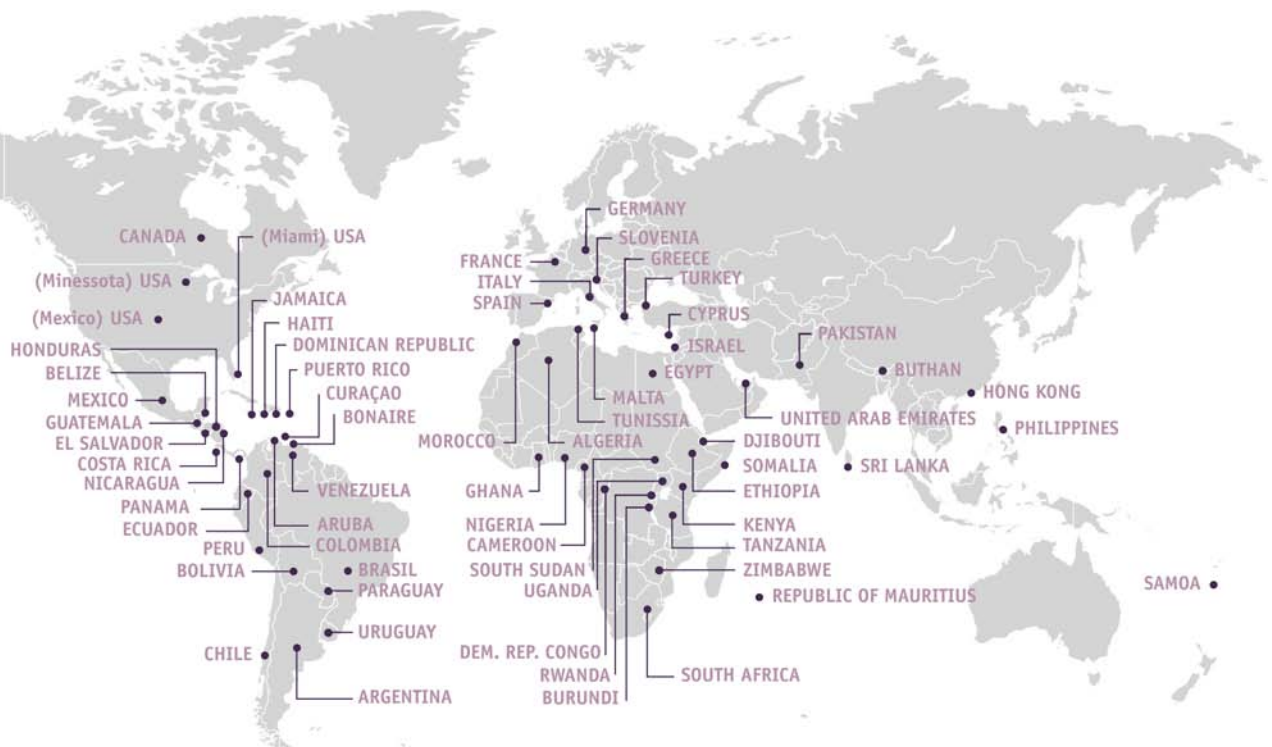 GERMANY
CANADA
(Miami) USA
SLOVENIA
FRANCE
GREECE
(Minessota) USA
ITALY
TURKEY
JAMAICA
SPAIN
(Mexico) USA
HAITI
CYPRUS
PAKISTAN
HONDURAS
DOMINICAN REPUBLIC
ISRAEL
BELIZE
PUERTO RICO
EGYPT
BUTHAN
CURAÇAO
MALTA
HONG KONG
MEXICO
BONAIRE
TUNISSIA
UNITED ARAB EMIRATES
GUATEMALA
PHILIPPINES
EL SALVADOR
MOROCCO
ALGERIA
DJIBOUTI
COSTA RICA
SOMALIA
SRI LANKA
NICARAGUA
VENEZUELA
GHANA
ETHIOPIA
PANAMA
ECUADOR
ARUBA
NIGERIA
KENYA
PERU
COLOMBIA
CAMEROON
TANZANIA
BOLIVIA
BRASIL
SOUTH SUDAN
ZIMBABWE
PARAGUAY
UGANDA
REPUBLIC OF MAURITIUS
SAMOA
URUGUAY
CHILE
DEM. REP. CONGO
RWANDA
SOUTH AFRICA
ARGENTINA
BURUNDI